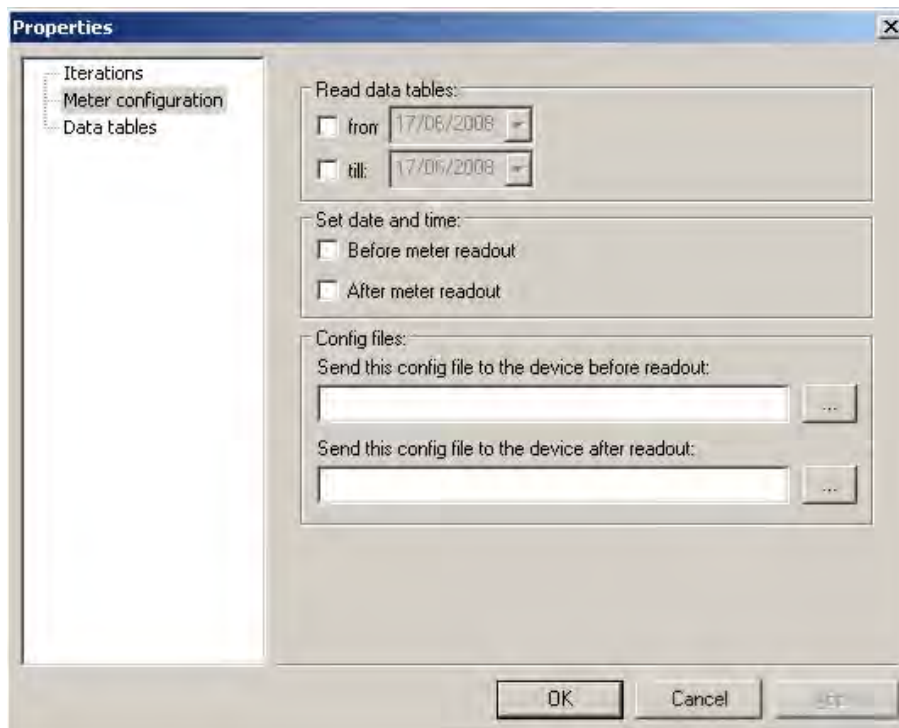 Properties
Iterations
Meter configuration
Data tables
Read data tables:
from 17/06/2008
till: 17/06/2008
Set date and time:
Before meter readout
After meter readout
Config files:
Send this config file to the device before readout:
...
Send this config file to the device after readout:
...
OK
Cancel